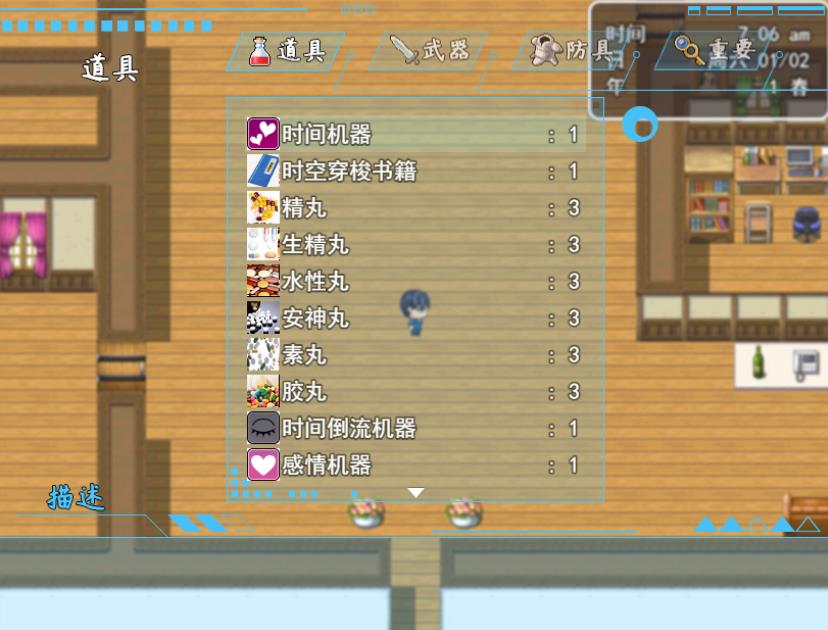 道具
道具 武器 防具 重要
时间 7:06 am
月 周六 01/02
年 1 春
时间机器 : 1
时空穿梭书籍 : 1
精丸 : 3
生精丸 : 3
水性丸 : 3
安神丸 : 3
素丸 : 3
胶丸 : 3
时间倒流机器 : 1
感情机器 : 1
描述